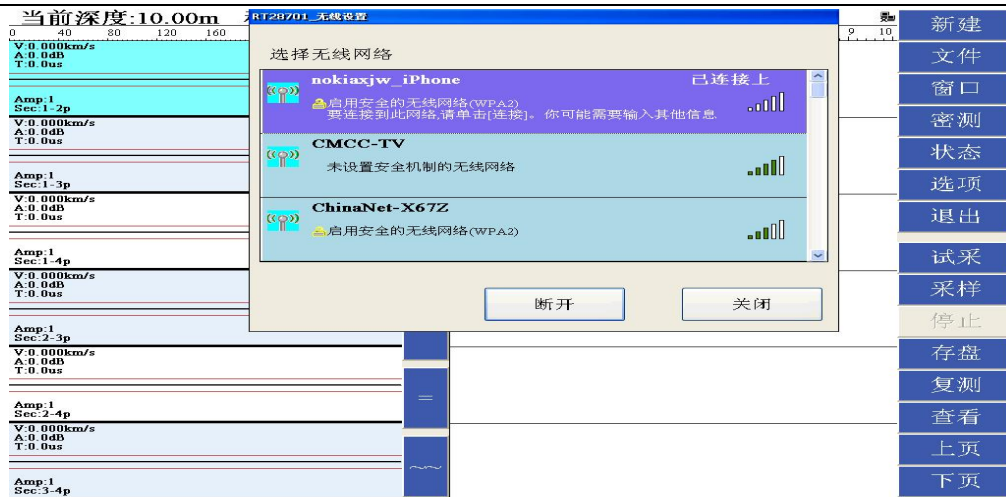 当前深度:10.00m
RT28701_无线设置
0 40 80 120 160
9 10
选择无线网络
nokiaxjw_iPhone 已连接上
启用安全的无线网络(WPA2)
要连接到此网络,请单击[连接]。你可能需要输入其他信息
CMCC-TV
未设置安全机制的无线网络
ChinaNet-X67Z
启用安全的无线网络(WPA2)
断开 关闭
V:0.000km/s
A:0.0dB
T:0.0us
Amp:1
Sec:1-2p
V:0.000km/s
A:0.0dB
T:0.0us
Amp:1
Sec:1-3p
V:0.000km/s
A:0.0dB
T:0.0us
Amp:1
Sec:1-4p
V:0.000km/s
A:0.0dB
T:0.0us
Amp:1
Sec:2-3p
V:0.000km/s
A:0.0dB
T:0.0us
Amp:1
Sec:2-4p
V:0.000km/s
A:0.0dB
T:0.0us
Amp:1
Sec:3-4p
新建
文件
窗口
密测
状态
选项
退出
试采
采样
停止
存盘
复测
查看
上页
下页